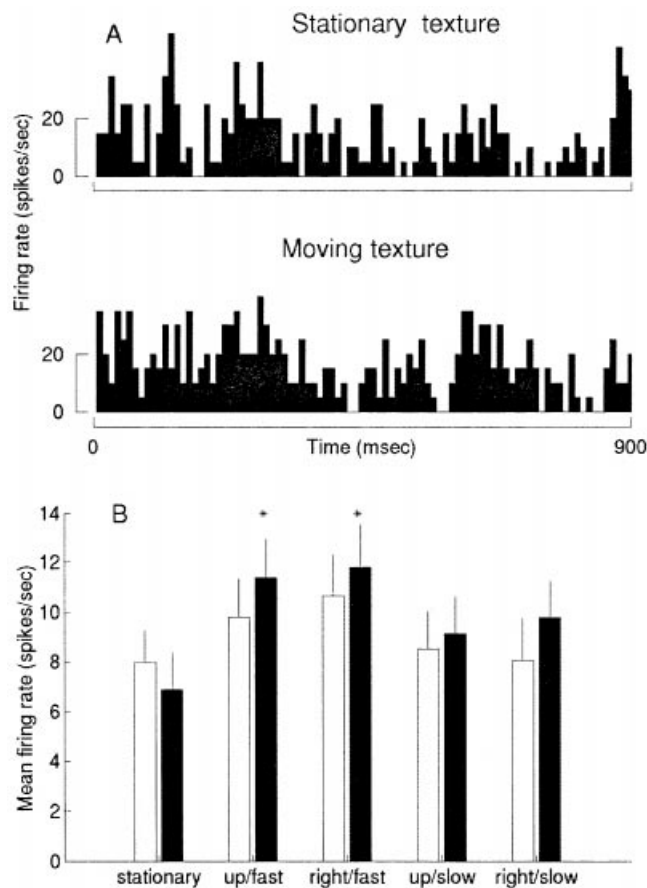 A
Stationary texture
20
0
Firing rate (spikes/sec)
Moving texture
20
0
0 Time (msec) 900
B
* *
14
12
10
8
6
4
2
0
Mean firing rate (spikes/sec)
stationary up/fast right/fast up/slow right/slow